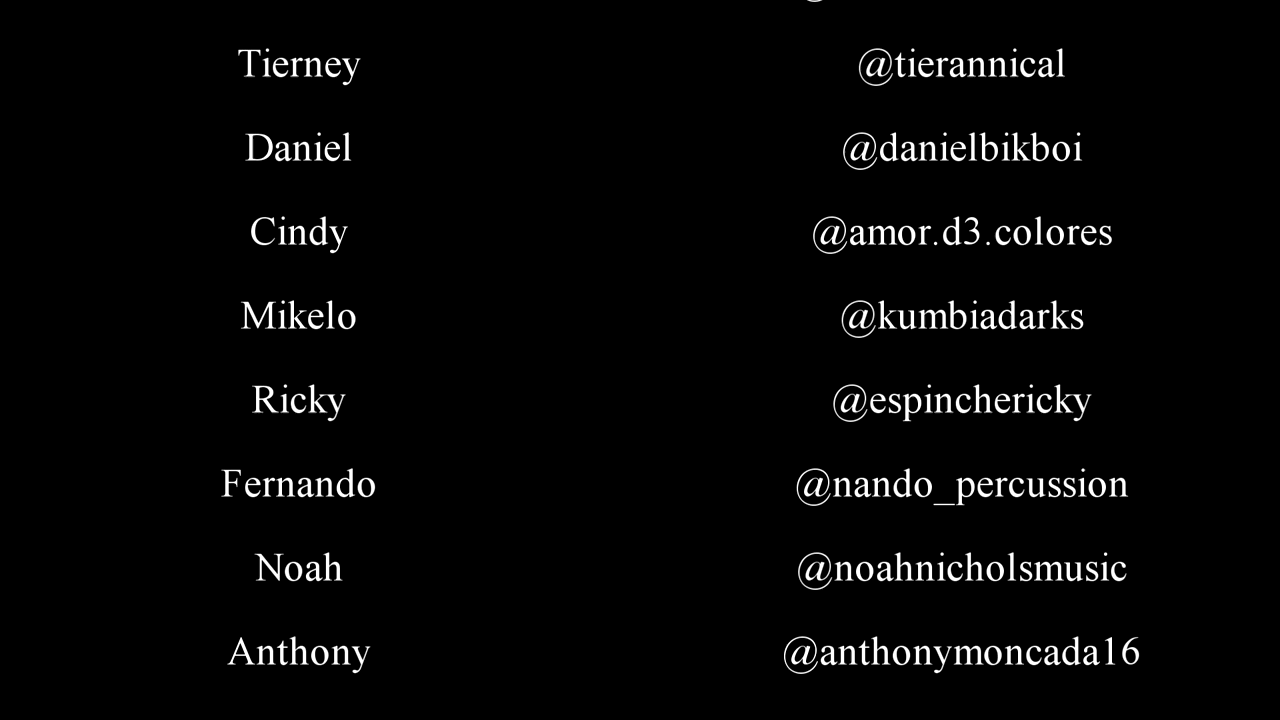 Tierney @tierannical
Daniel @danielbikboi
Cindy @amor.d3.colores
Mikelo @kumbiadarks
Ricky @espinchericky
Fernando @nando_percussion
Noah @noahnicholsmusic
Anthony @anthonymoncada16